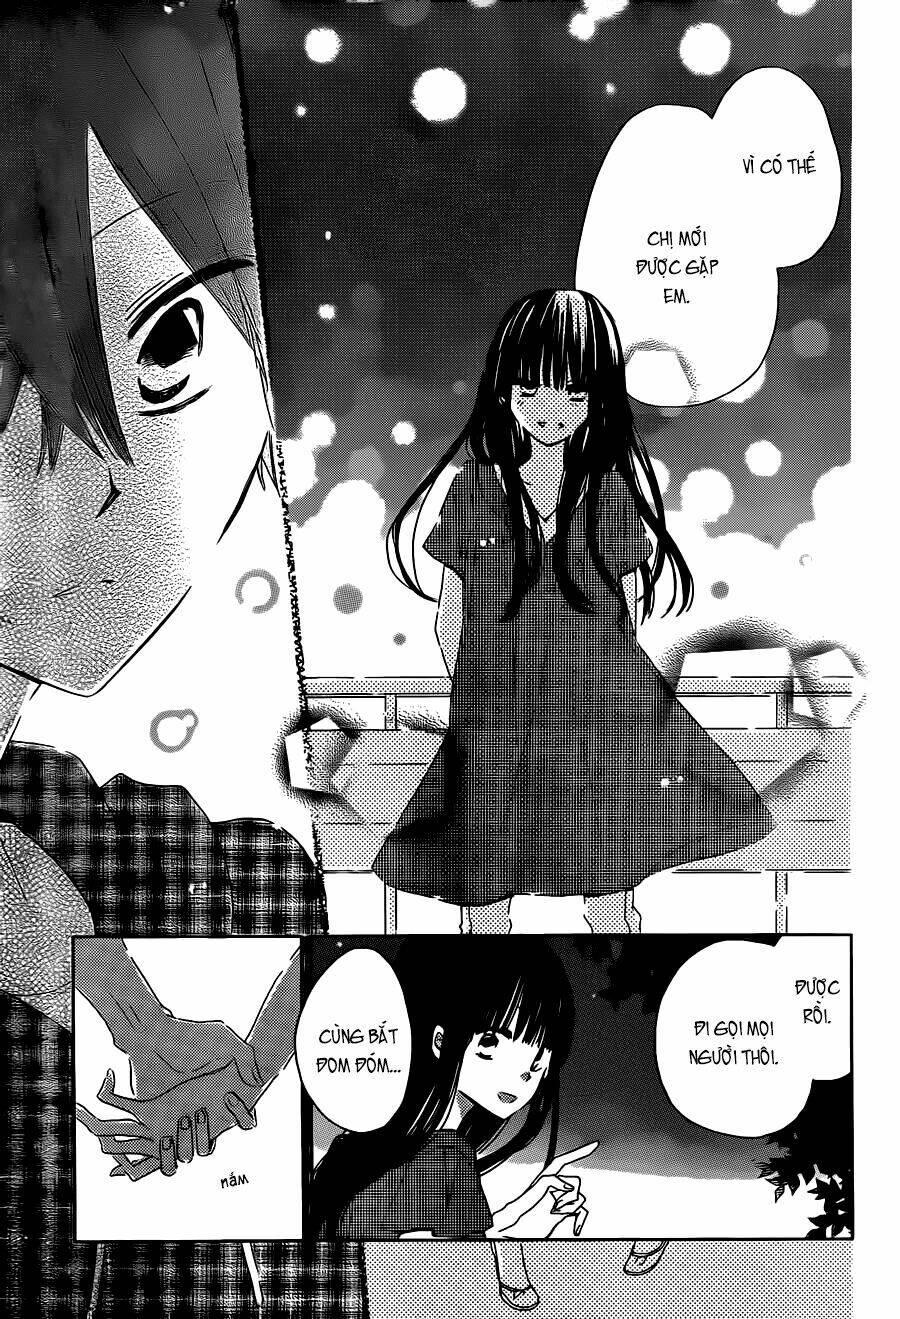 VÌ CÓ THẾ
CHỊ MỚI
ĐƯỢC GẶP
EM.
ĐƯỢC
RỒI.
ĐI GỌI MỌI
NGƯỜI THÔI.
CÙNG BẮT
ĐOM ĐÓM...
nắm